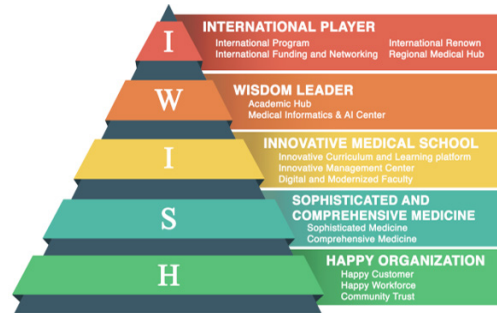 I
INTERNATIONAL PLAYER
International Program International Renown
International Funding and Networking Regional Medical Hub
W
WISDOM LEADER
Academic Hub
Medical Informatics & AI Center
I
INNOVATIVE MEDICAL SCHOOL
Innovative Curriculum and Learning platform
Innovative Management Center
Digital and Modernized Faculty
S
SOPHISTICATED AND
COMPREHENSIVE MEDICINE
Sophisticated Medicine
Comprehensive Medicine
H
HAPPY ORGANIZATION
Happy Customer
Happy Workforce
Community Trust